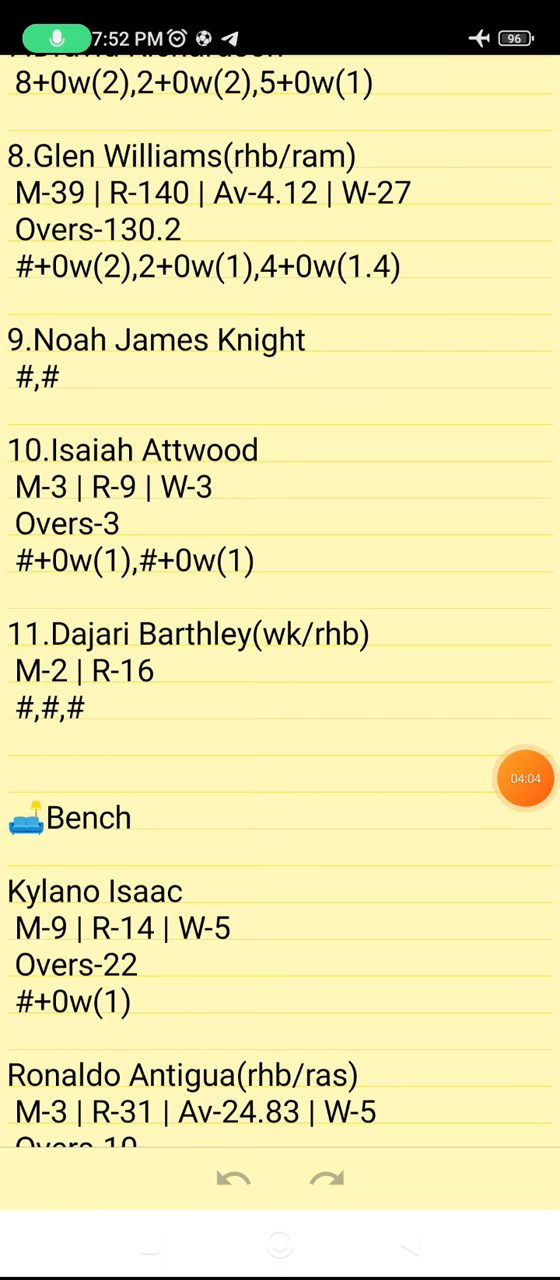 7:52 PM
96
8+0w(2),2+0w(2),5+0w(1)
8.Glen Williams(rhb/ram)
M-39 | R-140 | Av-4.12 | W-27
Overs-130.2
#+0w(2),2+0w(1),4+0w(1.4)
9.Noah James Knight
#,#
10.Isaiah Attwood
M-3 | R-9 | W-3
Overs-3
#+0w(1),#+0w(1)
11.Dajari Barthley(wk/rhb)
M-2 | R-16
#,#,#
04:04
🛋️Bench
Kylano Isaac
M-9 | R-14 | W-5
Overs-22
#+0w(1)
Ronaldo Antigua(rhb/ras)
M-3 | R-31 | Av-24.83 | W-5
Overs-10